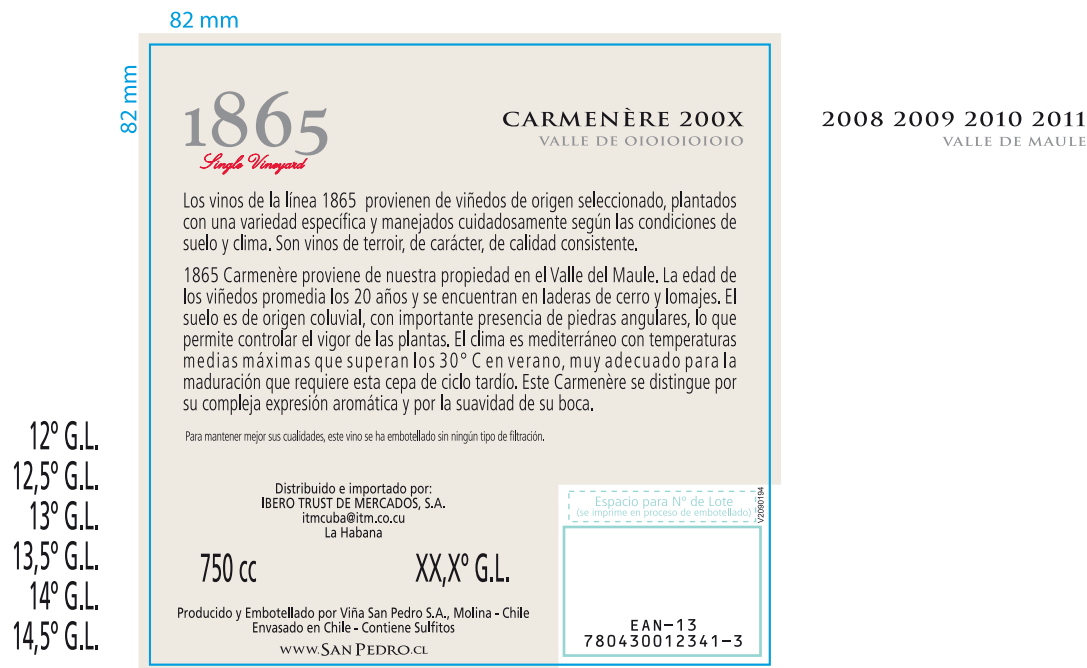 82 mm
82 mm
1865
Single Vineyard
CARMENÈRE 200X
VALLE DE OIOIOIOIOIO
2008 2009 2010 2011
VALLE DE MAULE
Los vinos de la línea 1865 provienen de viñedos de origen seleccionado, plantados
con una variedad específica y manejados cuidadosamente según las condiciones de
suelo y clima. Son vinos de terroir, de carácter, de calidad consistente.
1865 Carmenère proviene de nuestra propiedad en el Valle del Maule. La edad de
los viñedos promedia los 20 años y se encuentran en laderas de cerro y lomajes. El
suelo es de origen coluvial, con importante presencia de piedras angulares, lo que
permite controlar el vigor de las plantas. El clima es mediterráneo con temperaturas
medias máximas que superan los 30° C en verano, muy adecuado para la
maduración que requiere esta cepa de ciclo tardío. Este Carmenère se distingue por
su compleja expresión aromática y por la suavidad de su boca.
Para mantener mejor sus cualidades, este vino se ha embotellado sin ningún tipo de filtración.
12º G.L.
12,5º G.L.
13º G.L.
13,5º G.L.
14º G.L.
14,5º G.L.
Distribuido e importado por:
IBERO TRUST DE MERCADOS, S.A.
itmcuba@itm.co.cu
La Habana
750 cc
XX,Xº G.L.
Producido y Embotellado por Viña San Pedro S.A., Molina - Chile
Envasado en Chile - Contiene Sulfitos
WWW.SAN PEDRO.CL
Espacio para Nº de Lote
(se imprime en proceso de embotellado)
V2090194
EAN-13
780430012341-3